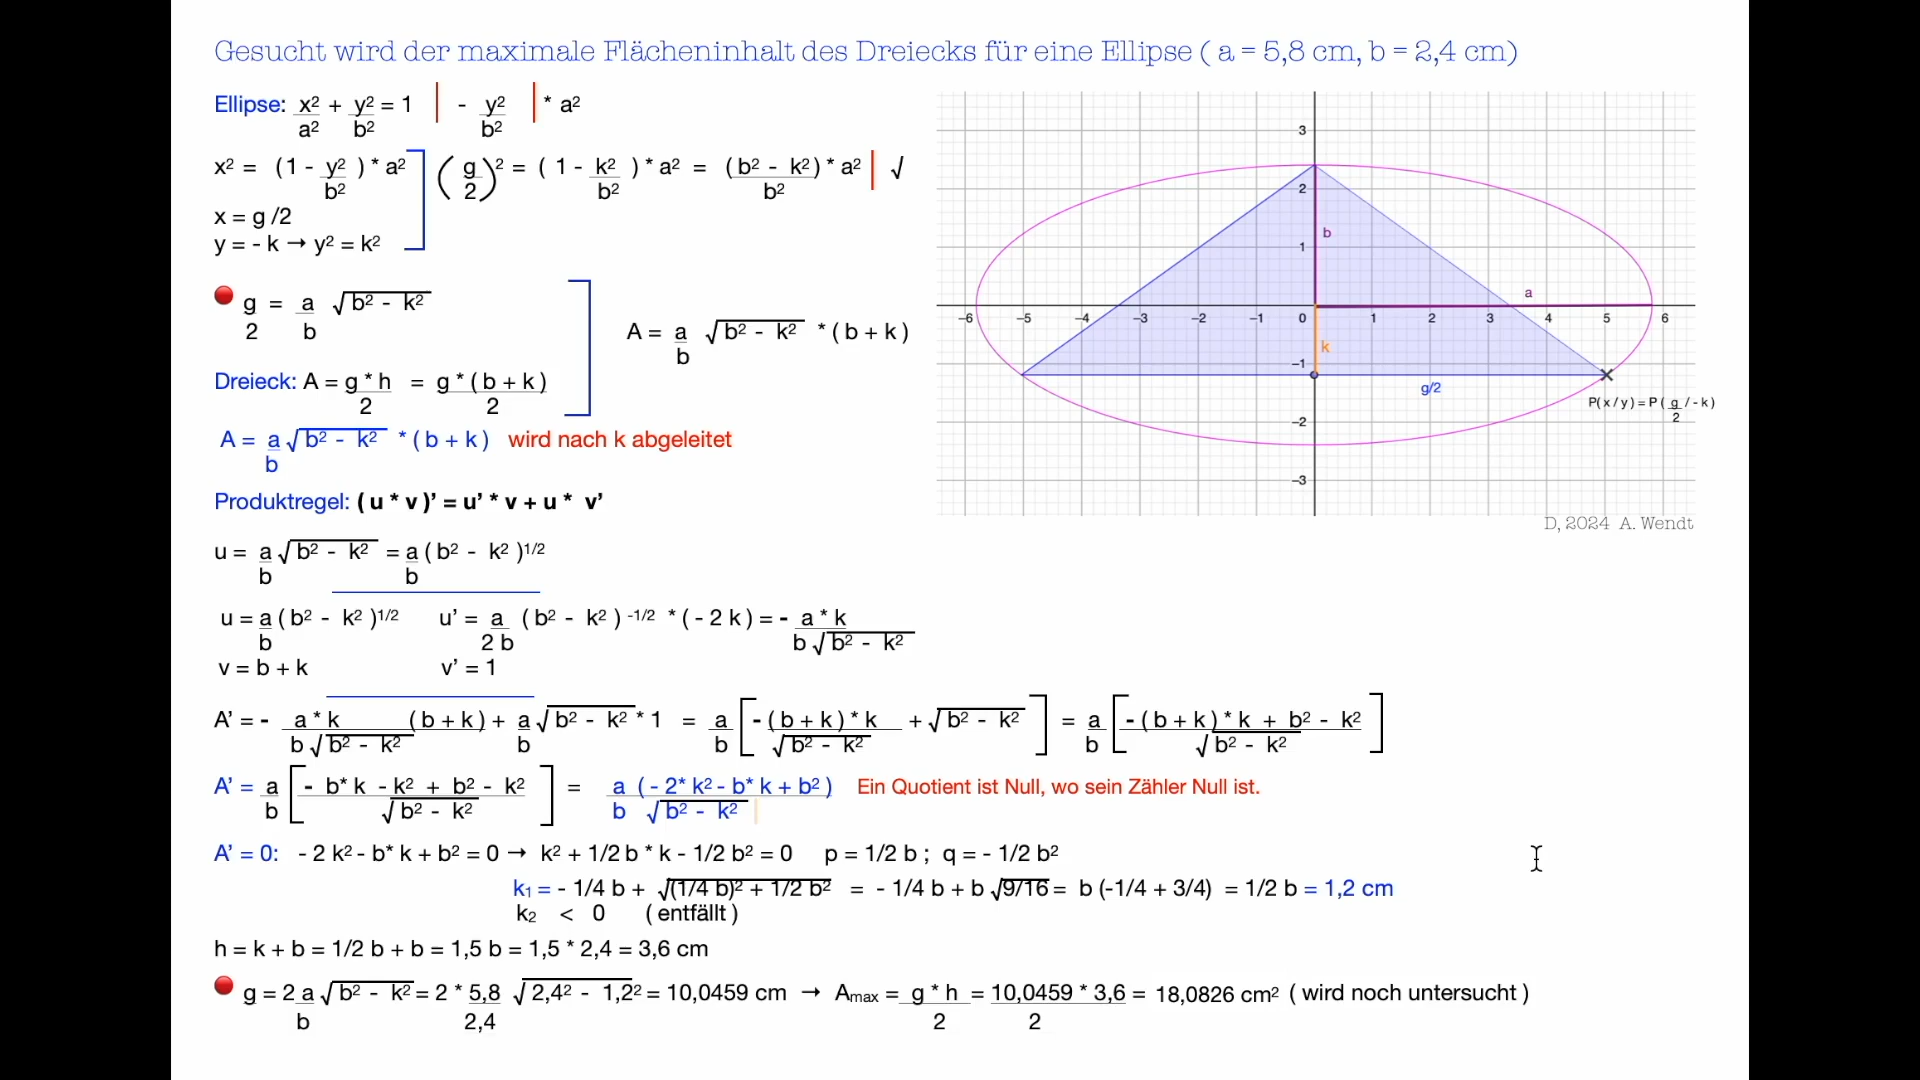 Gesucht wird der maximale Flächeninhalt des Dreiecks für eine Ellipse ( a = 5,8 cm, b = 2,4 cm)
Ellipse: x²/a² + y²/b² = 1 | - y²/b² | * a²
x² = (1 - y²/b² ) * a² ] ( g/2 )² = ( 1 - k²/b² ) * a² = (b² - k²) * a²/b² | √
x = g /2
y = - k → y² = k²
g/2 = a/b √b² - k²
A = a/b √b² - k² * ( b + k )
Dreieck: A = g * h/2 = g * ( b + k )/2
A = a/b √b² - k² * ( b + k ) wird nach k abgeleitet
Produktregel: ( u * v )’ = u’ * v + u * v’
u = a/b √b² - k² = a/b ( b² - k² )1/2
u = a/b ( b² - k² )1/2 u’ = a/2 b ( b² - k² ) -1/2 * ( - 2 k ) = - a * k/b √b² - k²
v = b + k v’ = 1
A’ = - a * k/b √b² - k² ( b + k ) + a/b √b² - k² * 1 = a/b [ - ( b + k ) * k/√b² - k² + √b² - k² ] = a/b [ - ( b + k ) * k + b² - k²/√b² - k² ]
A’ = a/b [ - b* k - k² + b² - k²/√b² - k² ] = a/b ( - 2* k² - b* k + b² )/√b² - k² Ein Quotient ist Null, wo sein Zähler Null ist.
A’ = 0: - 2 k² - b* k + b² = 0 → k² + 1/2 b * k - 1/2 b² = 0 p = 1/2 b ; q = - 1/2 b²
k₁ = - 1/4 b + √(1/4 b)² + 1/2 b² = - 1/4 b + b √9/16 = b (-1/4 + 3/4) = 1/2 b = 1,2 cm
k₂ < 0 ( entfällt )
h = k + b = 1/2 b + b = 1,5 b = 1,5 * 2,4 = 3,6 cm
g = 2 a/b √b² - k² = 2 * 5,8/2,4 √2,4² - 1,2² = 10,0459 cm → Amax = g * h/2 = 10,0459 * 3,6/2 = 18,0826 cm² ( wird noch untersucht )
3
2
b
1
a
-6 -5 -4 -3 -2 -1 0 1 2 3 4 5 6
k
-1
g/2
P( x / y ) = P ( g/2 / - k )
-2
-3
D, 2024 A. Wendt